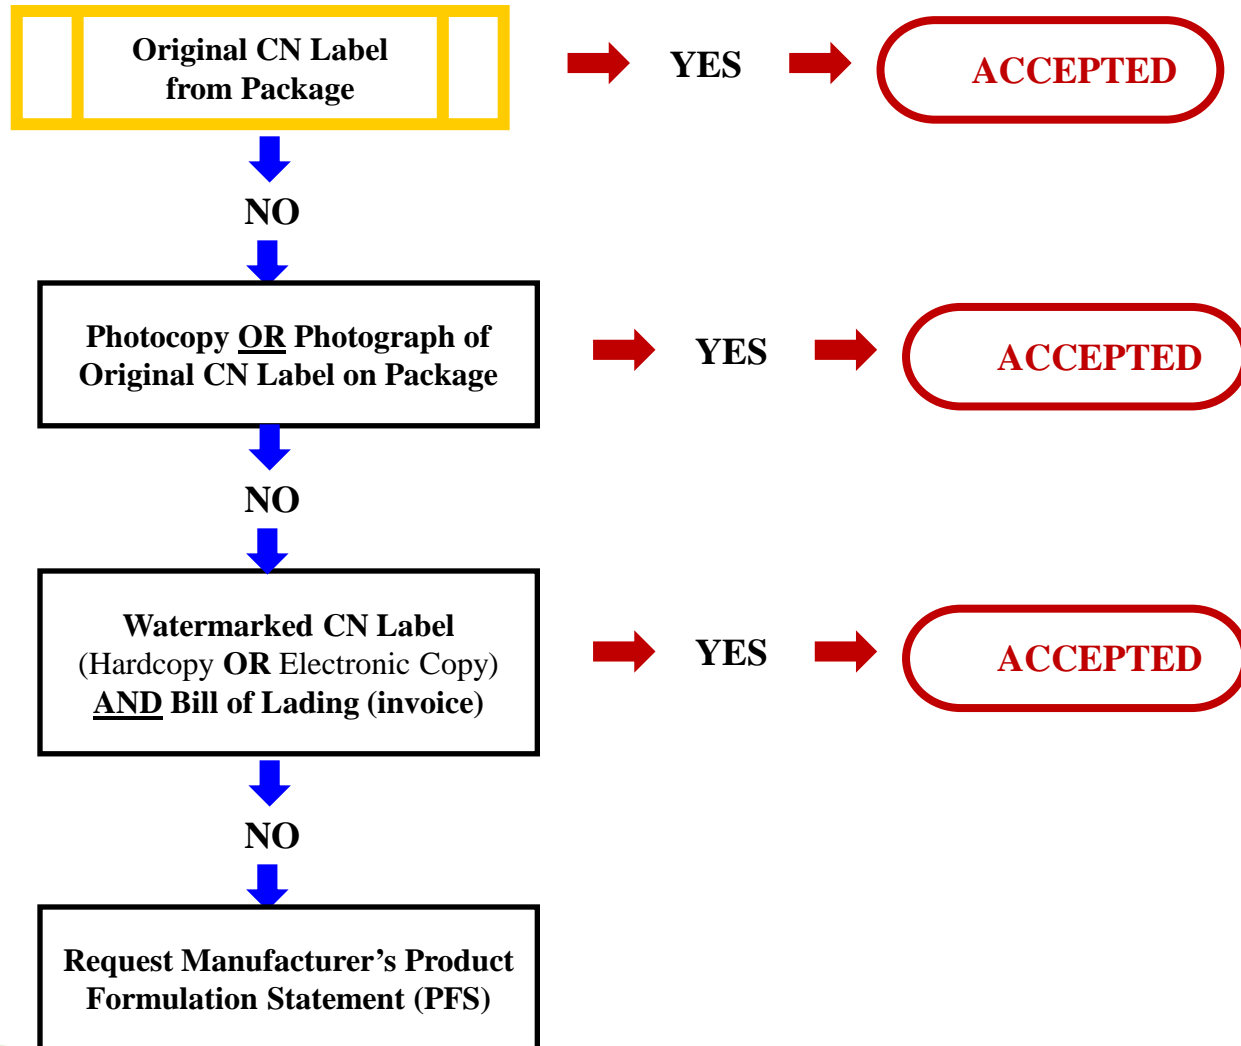 Original CN Label
from Package
YES
ACCEPTED
NO
Photocopy OR Photograph of
Original CN Label on Package
YES
ACCEPTED
NO
Watermarked CN Label
(Hardcopy OR Electronic Copy)
AND Bill of Lading (invoice)
YES
ACCEPTED
NO
Request Manufacturer’s Product
Formulation Statement (PFS)